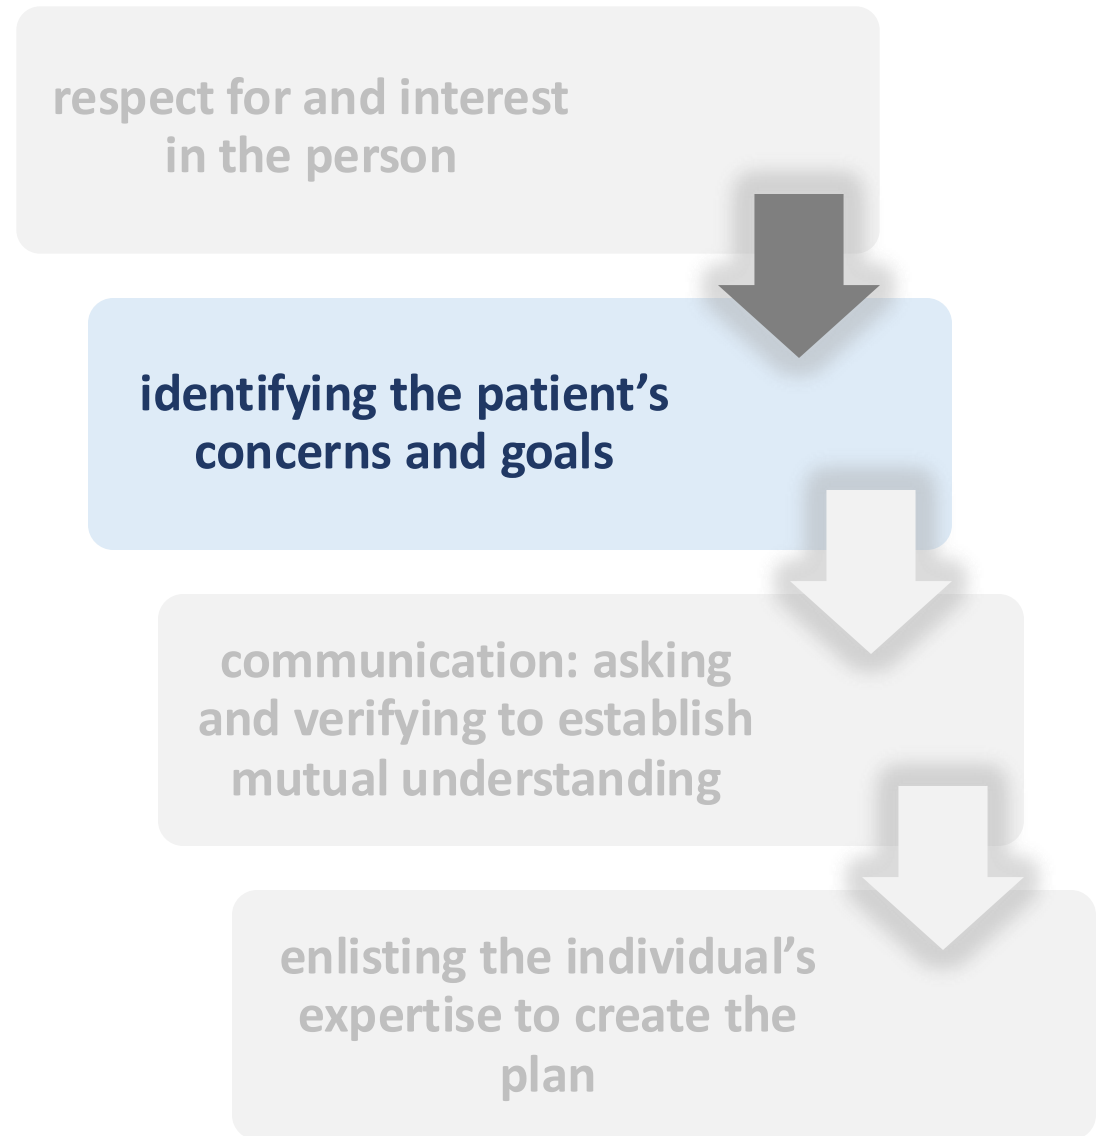 respect for and interest
in the person
identifying the patient’s
concerns and goals
communication: asking
and verifying to establish
mutual understanding
enlisting the individual’s
expertise to create the
plan